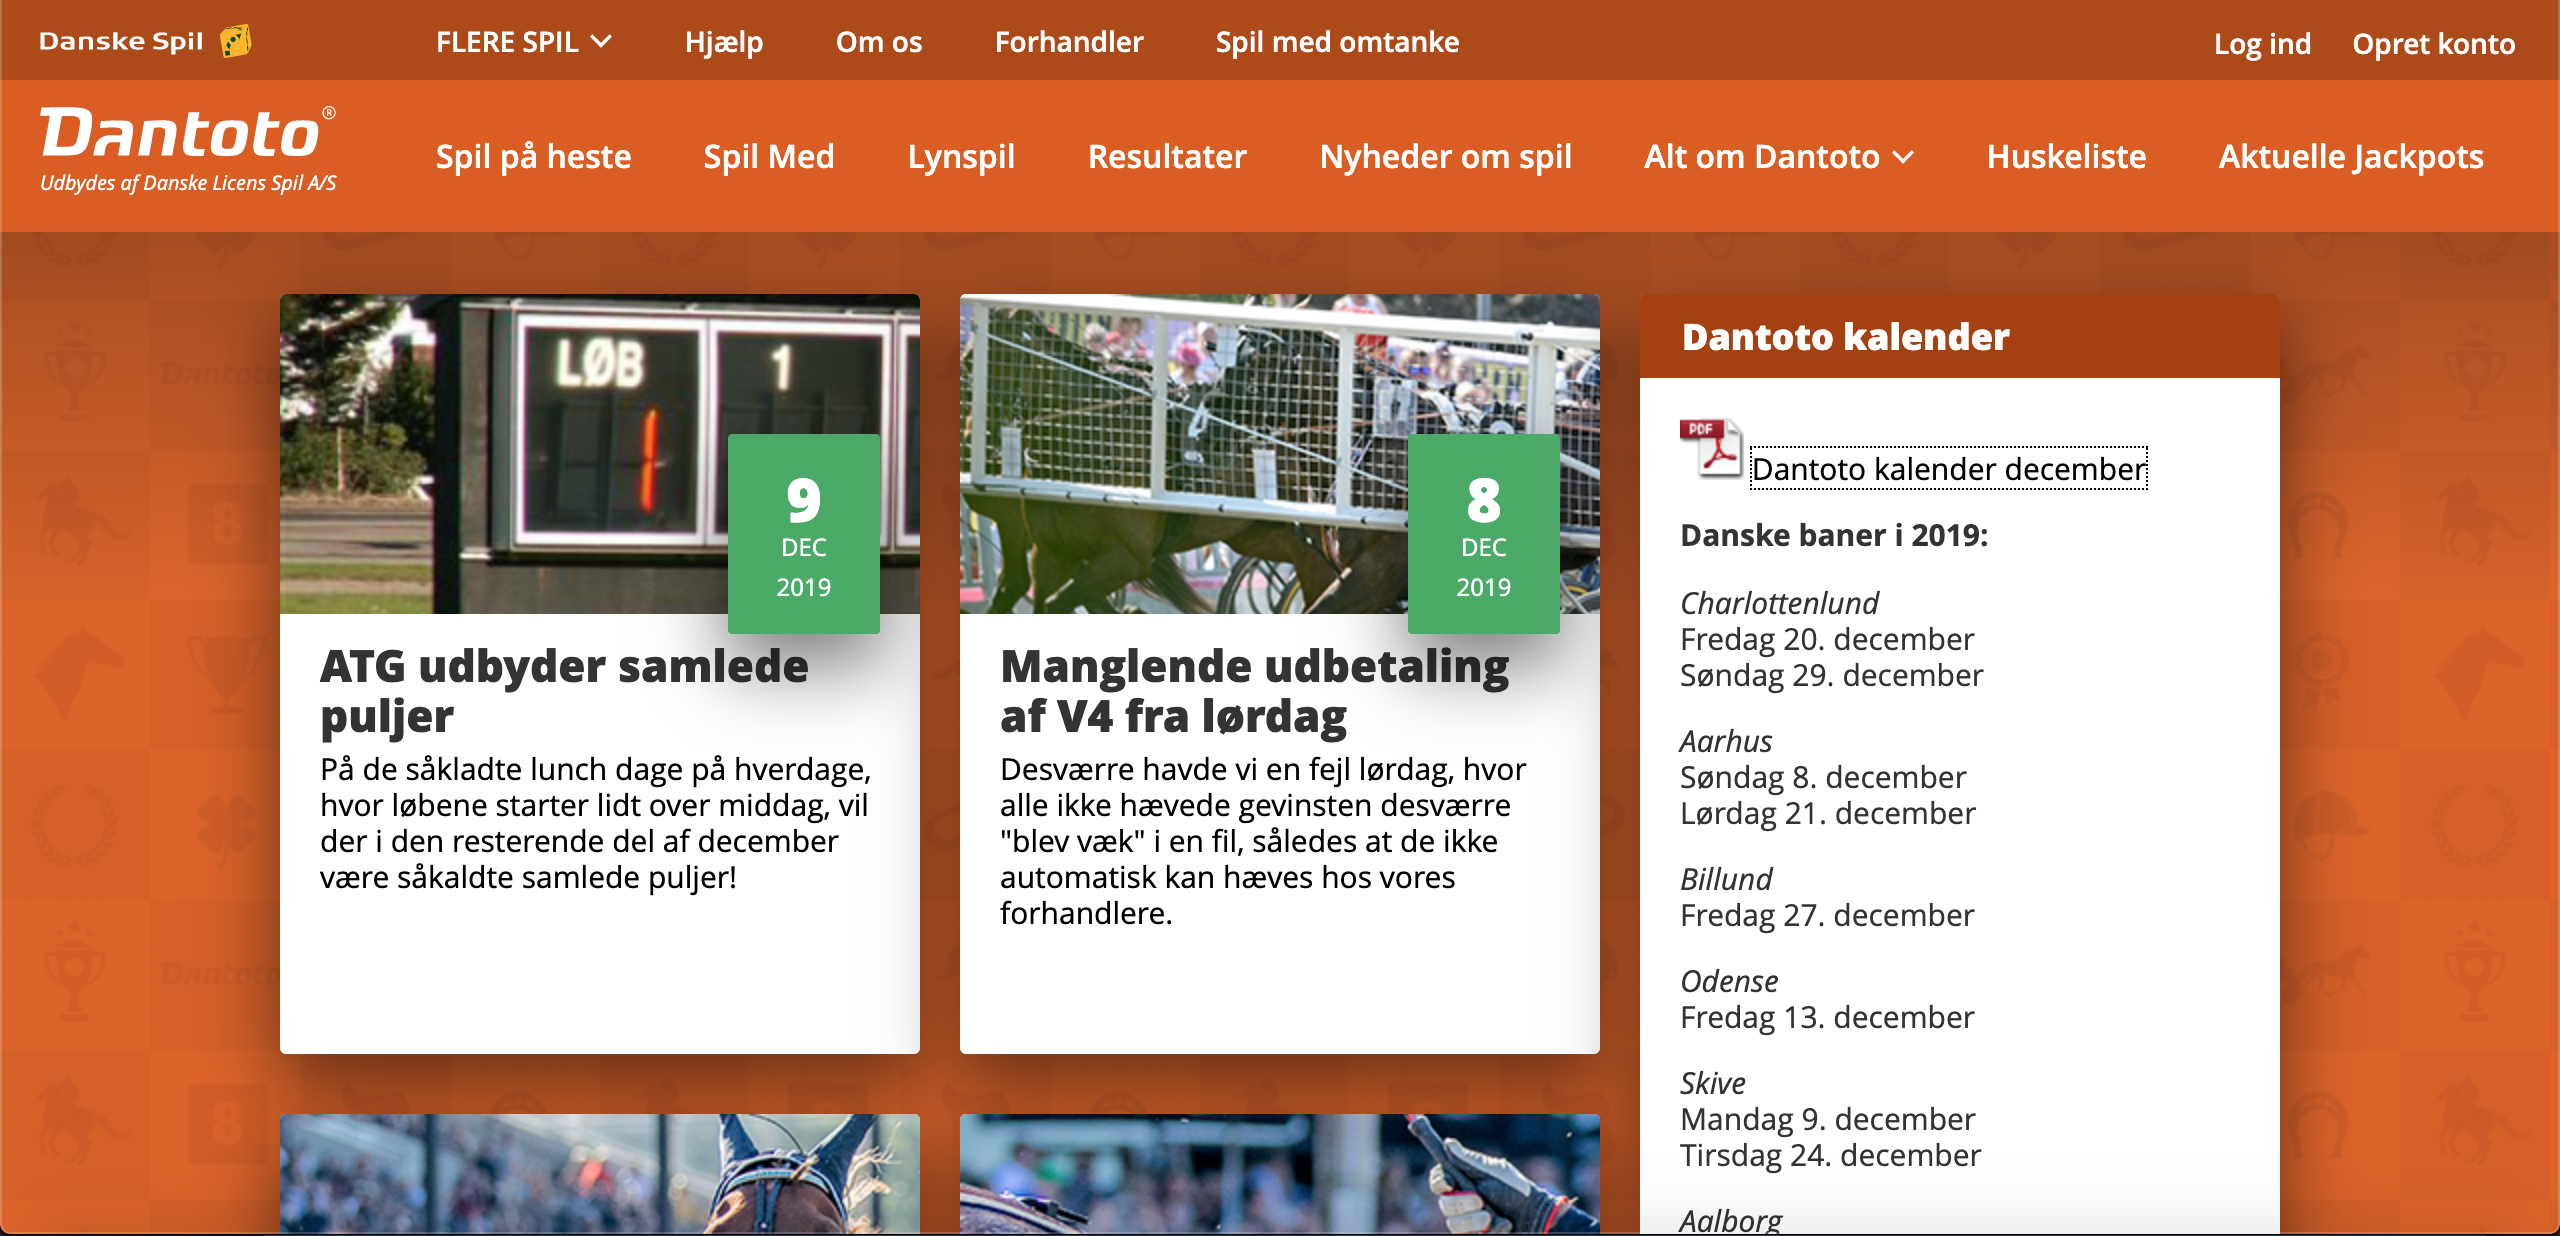 Danske Spil
FLERE SPIL
Hjælp
Om os
Forhandler
Spil med omtanke
Log ind
Opret konto
Dantoto®
Udbydes af Danske Licens Spil A/S
Spil på heste
Spil Med
Lynspil
Resultater
Nyheder om spil
Alt om Dantoto
Huskeliste
Aktuelle Jackpots
LØB 1
1
9
DEC
2019
ATG udbyder samlede
puljer
På de såkladte lunch dage på hverdage,
hvor løbene starter lidt over middag, vil
der i den resterende del af december
være såkaldte samlede puljer!
8
DEC
2019
Manglende udbetaling
af V4 fra lørdag
Desværre havde vi en fejl lørdag, hvor
alle ikke hævede gevinsten desværre
"blev væk" i en fil, således at de ikke
automatisk kan hæves hos vores
forhandlere.
Dantoto kalender
PDF
Dantoto kalender december
Danske baner i 2019:
Charlottenlund
Fredag 20. december
Søndag 29. december
Aarhus
Søndag 8. december
Lørdag 21. december
Billund
Fredag 27. december
Odense
Fredag 13. december
Skive
Mandag 9. december
Tirsdag 24. december
Aalborg
Dantoto
8
Dantoto
8
8